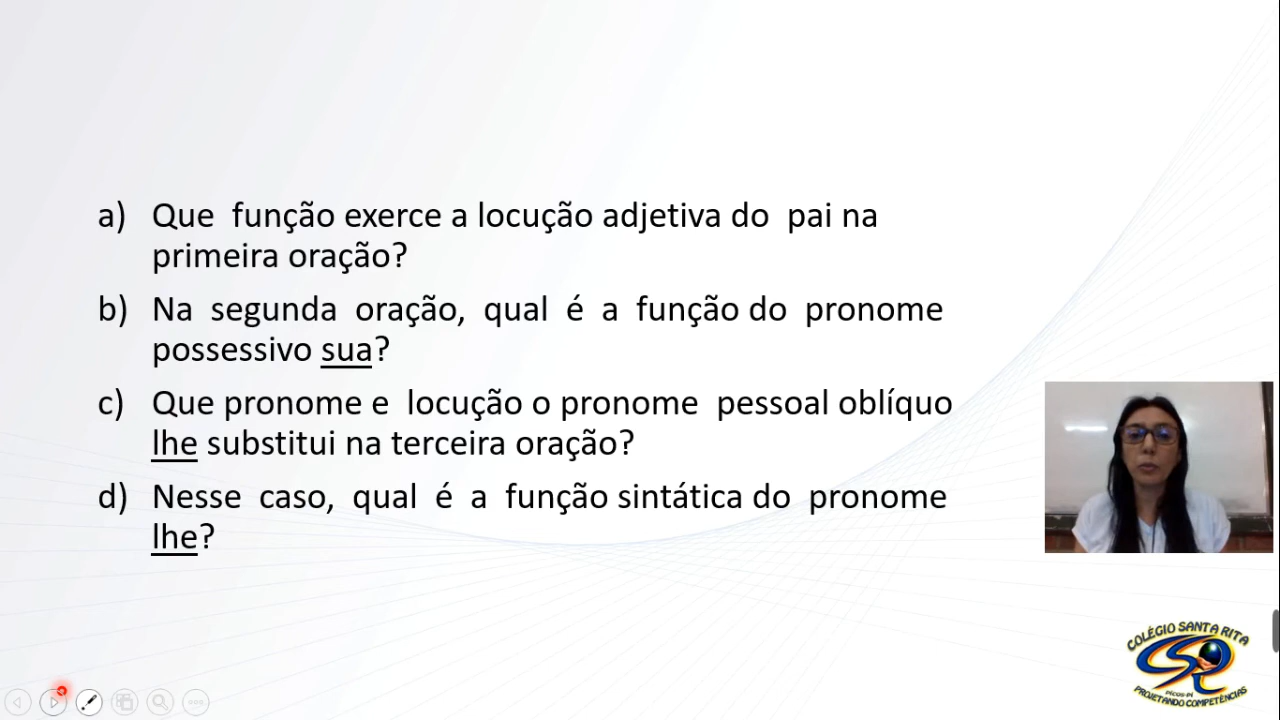 a) Que função exerce a locução adjetiva do pai na
primeira oração?
b) Na segunda oração, qual é a função do pronome
possessivo sua?
c) Que pronome e locução o pronome pessoal oblíquo
lhe substitui na terceira oração?
d) Nesse caso, qual é a função sintática do pronome
lhe?
COLÉGIO SANTA RITA
PICOS-PI
PROJETANDO COMPETÊNCIAS